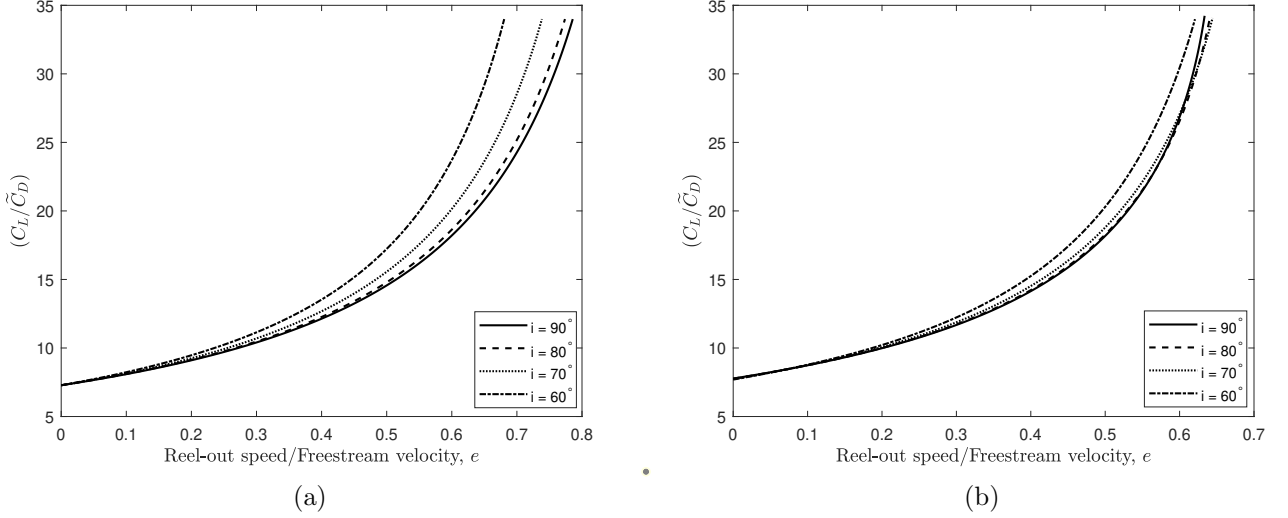 35
30
25
20
15
10
5
(C_L/C̃_D)
0 0.1 0.2 0.3 0.4 0.5 0.6 0.7 0.8
Reel-out speed/Freestream velocity, e
i = 90°
i = 80°
i = 70°
i = 60°
(a)
35
30
25
20
15
10
5
(C_L/C̃_D)
0 0.1 0.2 0.3 0.4 0.5 0.6 0.7
Reel-out speed/Freestream velocity, e
i = 90°
i = 80°
i = 70°
i = 60°
(b)